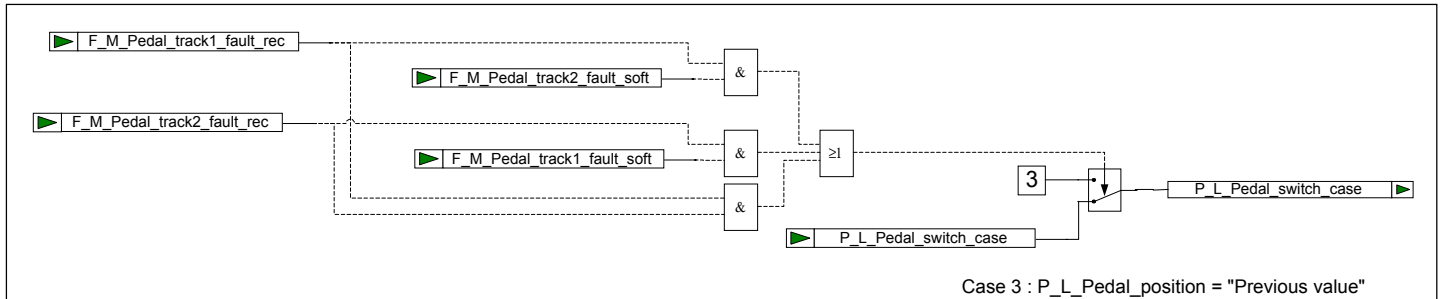 F_M_Pedal_track1_fault_rec
&
F_M_Pedal_track2_fault_soft
F_M_Pedal_track2_fault_rec
&
≥1
F_M_Pedal_track1_fault_soft
3
P_L_Pedal_switch_case
&
P_L_Pedal_switch_case
Case 3 : P_L_Pedal_position = "Previous value"